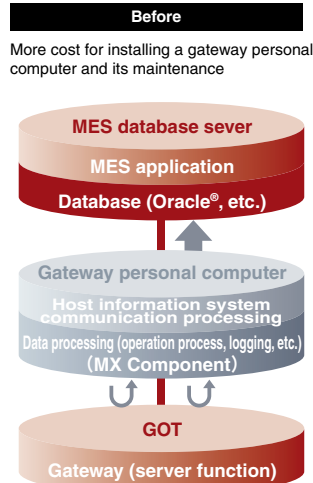 Before
More cost for installing a gateway personal
computer and its maintenance
MES database sever
MES application
Database (Oracle®, etc.)
Gateway personal computer
Host information system
communication processing
Data processing (operation process, logging, etc.)
(MX Component)
GOT
Gateway (server function)